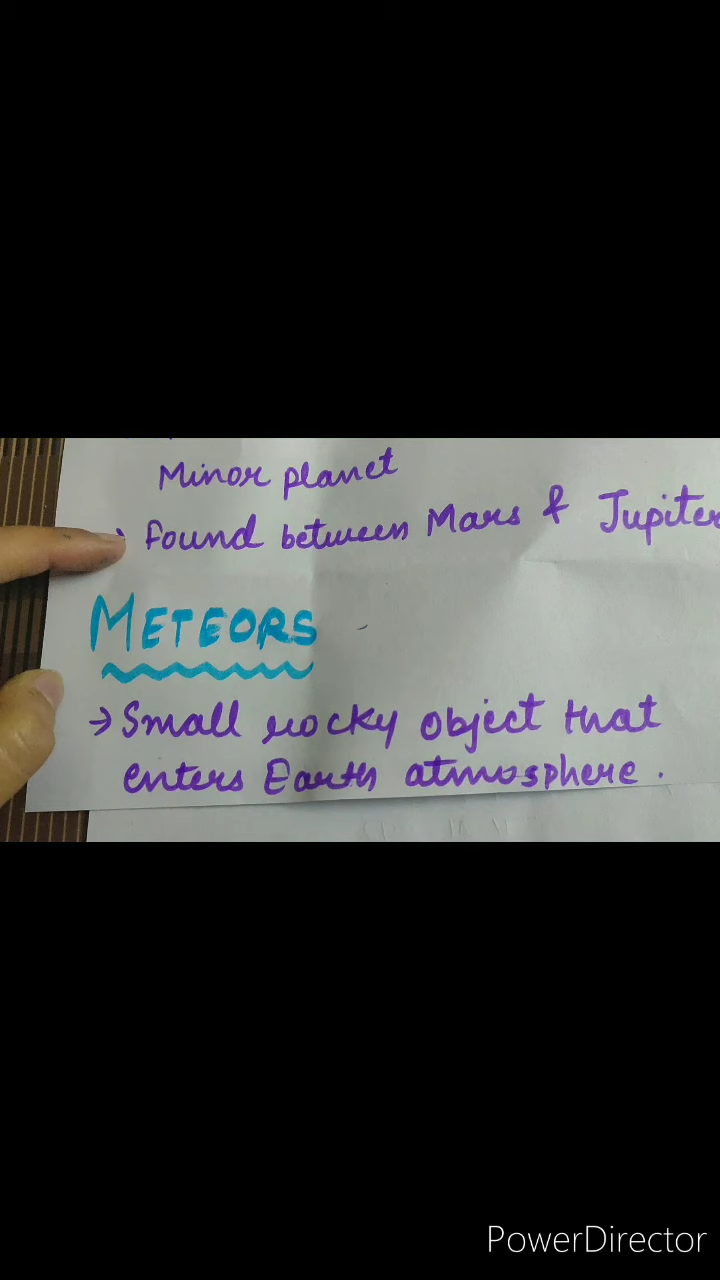 Minor planet
→ Found between Mars & Jupiter
METEORS
→ Small rocky object that
enters Earth atmosphere.
PowerDirector